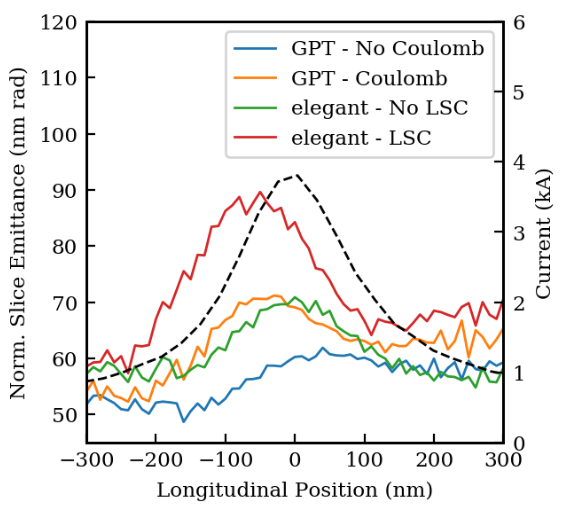 Norm. Slice Emittance (nm rad)
120
110
100
90
80
70
60
50
GPT - No Coulomb
GPT - Coulomb
elegant - No LSC
elegant - LSC
6
5
4
3
2
1
0
Current (kA)
−300 −200 −100 0 100 200 300
Longitudinal Position (nm)